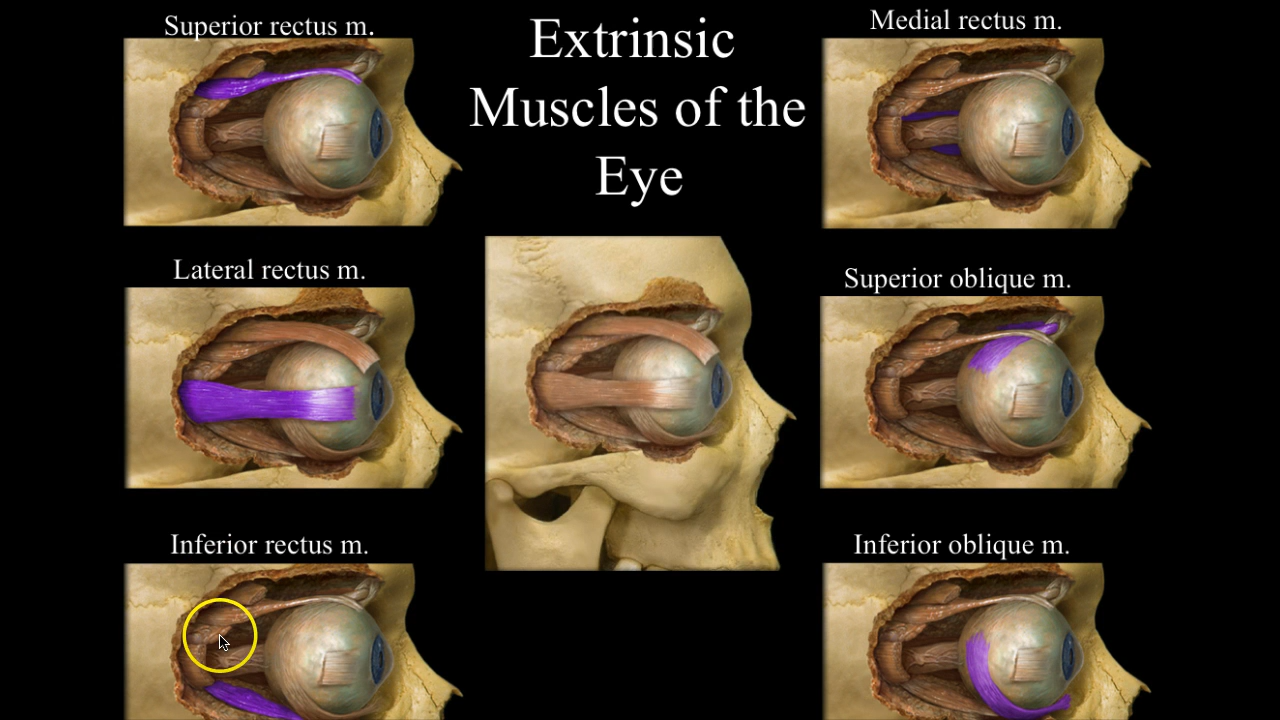 Superior rectus m.
Extrinsic
Muscles of the
Eye
Medial rectus m.
Lateral rectus m.
Superior oblique m.
Inferior rectus m.
Inferior oblique m.